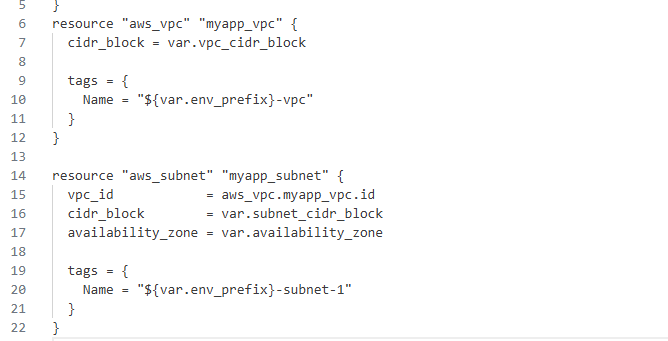 5 }
6 resource "aws_vpc" "myapp_vpc" {
7   cidr_block = var.vpc_cidr_block
8
9   tags = {
10     Name = "${var.env_prefix}-vpc"
11   }
12 }
13
14 resource "aws_subnet" "myapp_subnet" {
15   vpc_id            = aws_vpc.myapp_vpc.id
16   cidr_block        = var.subnet_cidr_block
17   availability_zone = var.availability_zone
18
19   tags = {
20     Name = "${var.env_prefix}-subnet-1"
21   }
22 }